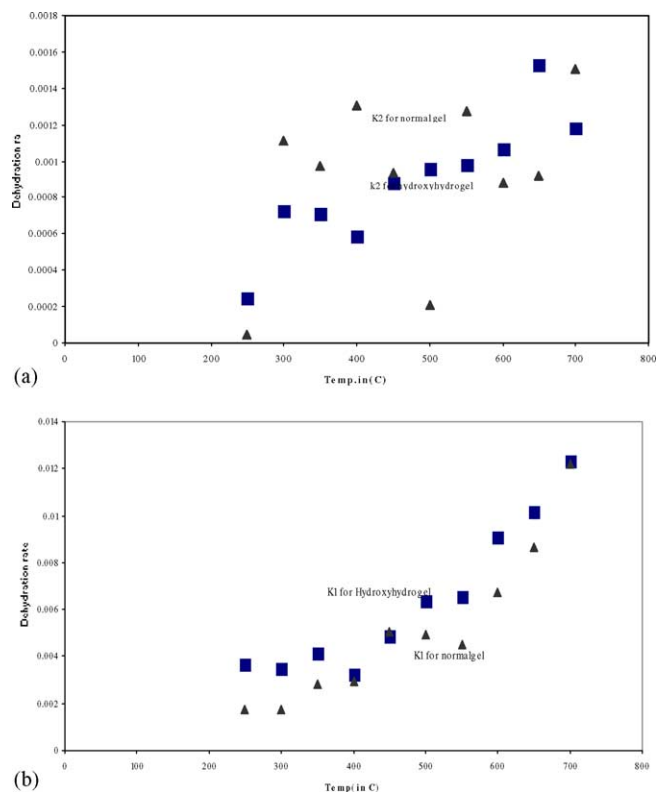 0.0018
0.0016
0.0014
0.0012
0.001
0.0008
0.0006
0.0004
0.0002
0
Dehydration ra
K2 for normalgel
k2 for hydroxyhydrogel
0 100 200 300 400 500 600 700 800
Temp.in(C)
(a)
0.014
0.012
0.01
0.008
0.006
0.004
0.002
0
Dehydration rate
K1 for Hydroxyhydrogel
K1 for normalgel
0 100 200 300 400 500 600 700 800
Temp(in C)
(b)